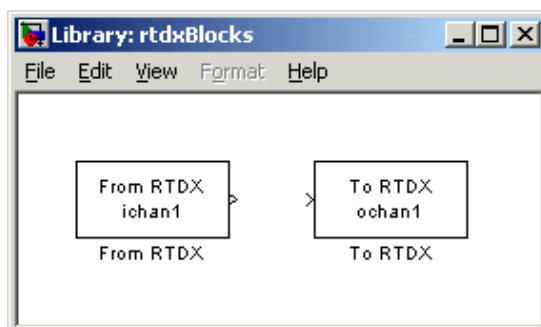 Library: rtdxBlocks
File Edit View Format Help
From RTDX
ichan1
From RTDX
To RTDX
ochan1
To RTDX